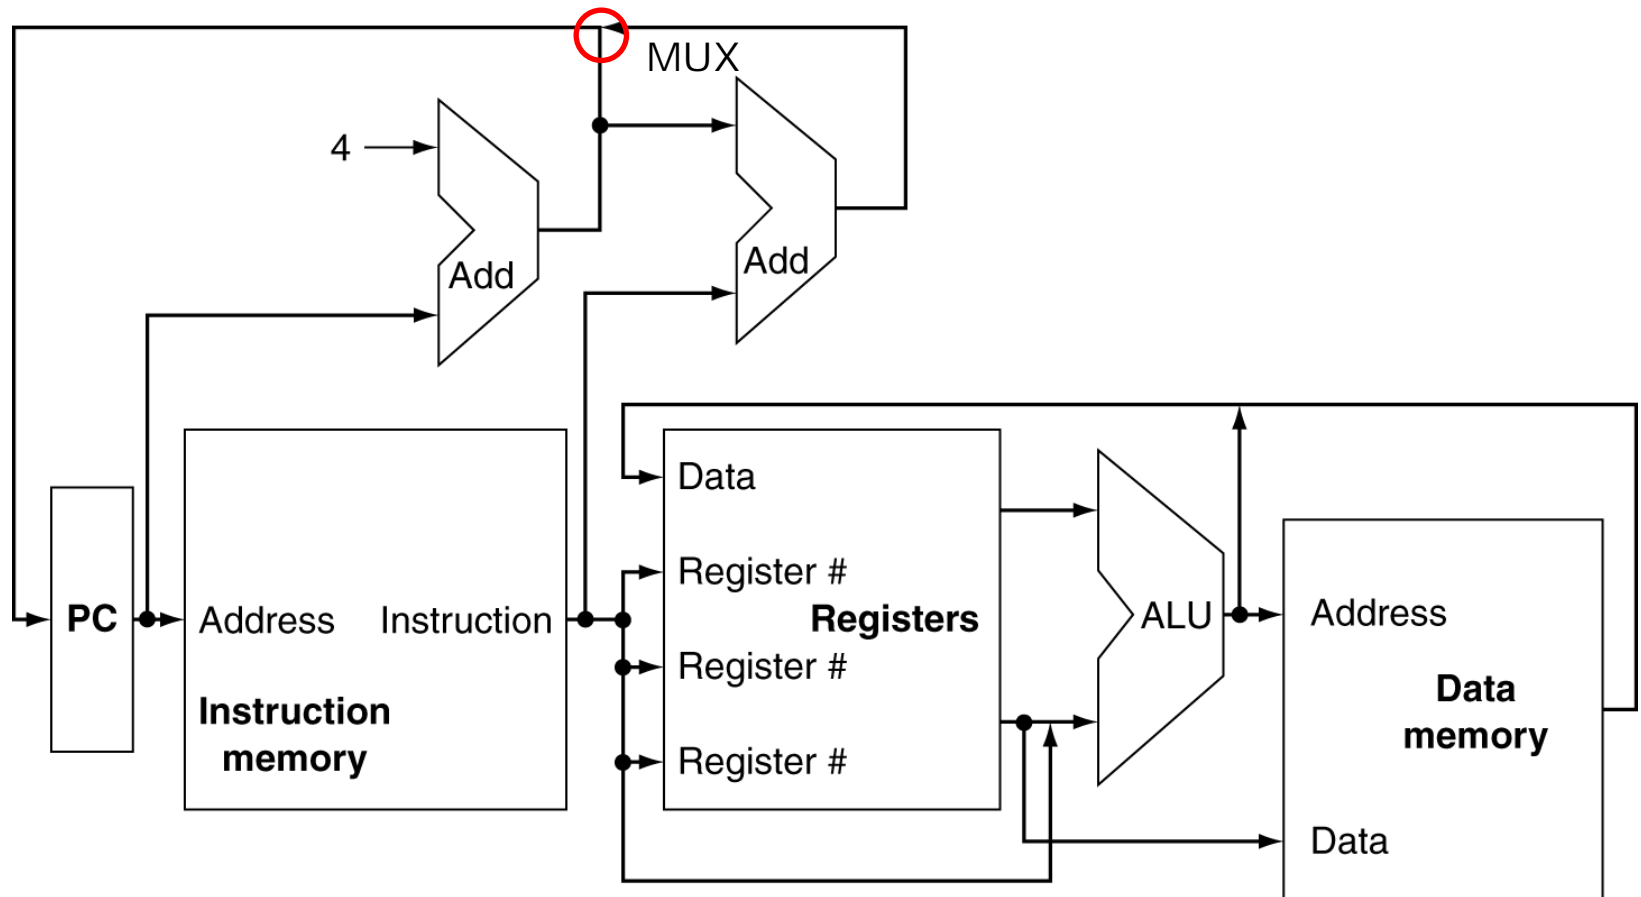 MUX
4
Add
Add
Data
Register #
PC
Address
Instruction
Registers
ALU
Address
Register #
Instruction
memory
Data
memory
Register #
Data